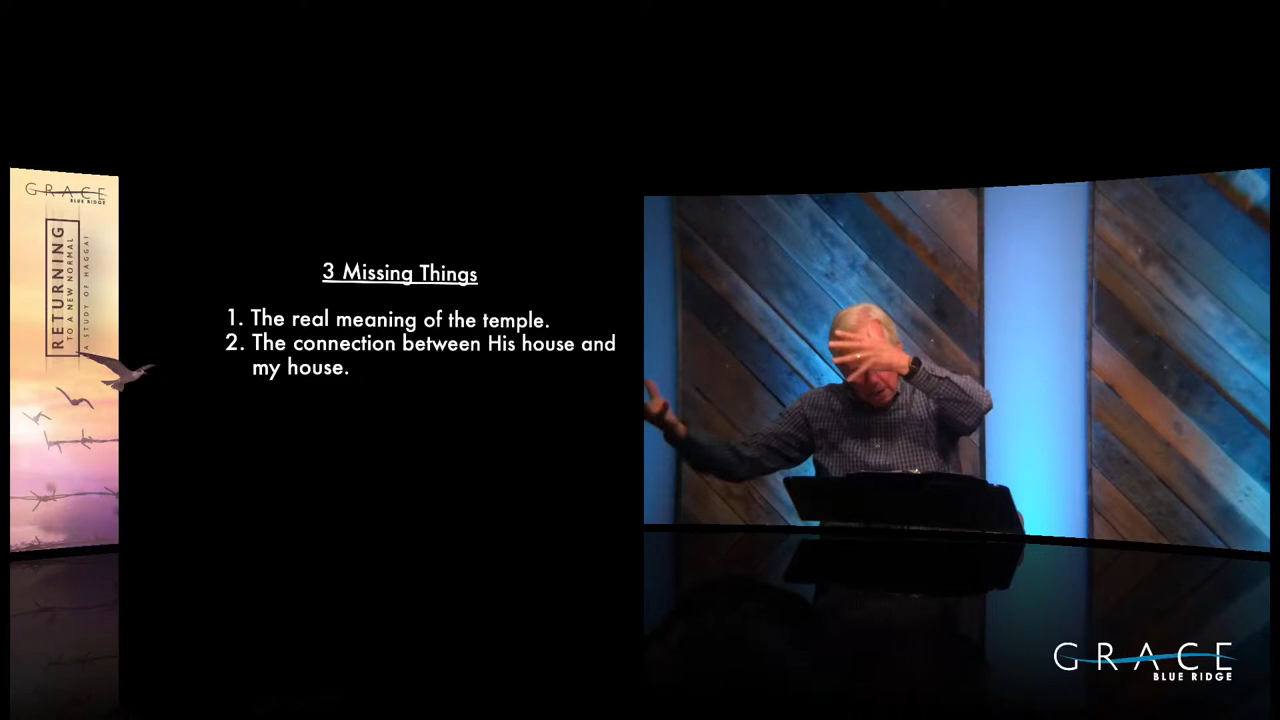 GRACE
BLUE RIDGE
RETURNING
TO A NEW NORMAL
A STUDY OF HAGGAI
3 Missing Things
1. The real meaning of the temple.
2. The connection between His house and
my house.
GRACE
BLUE RIDGE